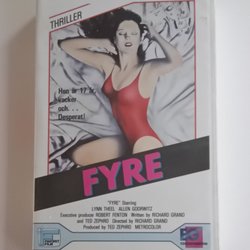 THRILLER
Hon är 17 år,
vacker
och...
Desperat!
FYRE
"FYRE" Starring
LYNN THEEL ALLEN GOORWITZ
Executive producer ROBERT FENTON Written by RICHARD GRAND
and TED ZEPHRO Directed by RICHARD GRAND
Produced by TED ZEPHRO METROCOLOR